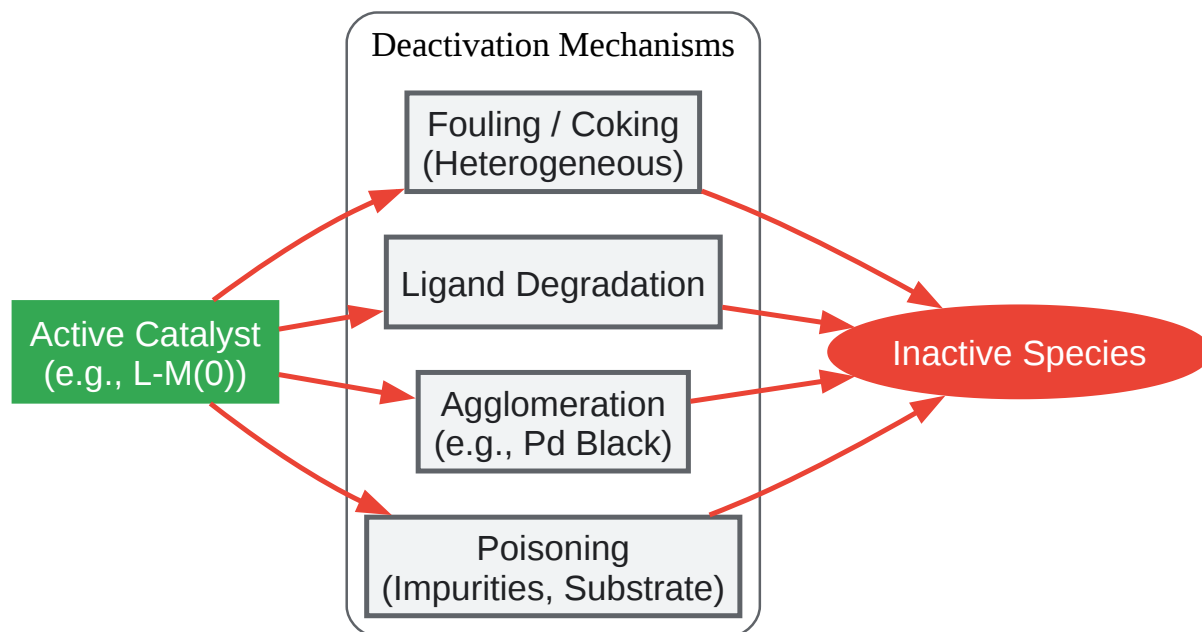 Deactivation Mechanisms
Fouling / Coking
(Heterogeneous)
Ligand Degradation
Active Catalyst
(e.g., L-M(0))
Inactive Species
Agglomeration
(e.g., Pd Black)
Poisoning
(Impurities, Substrate)